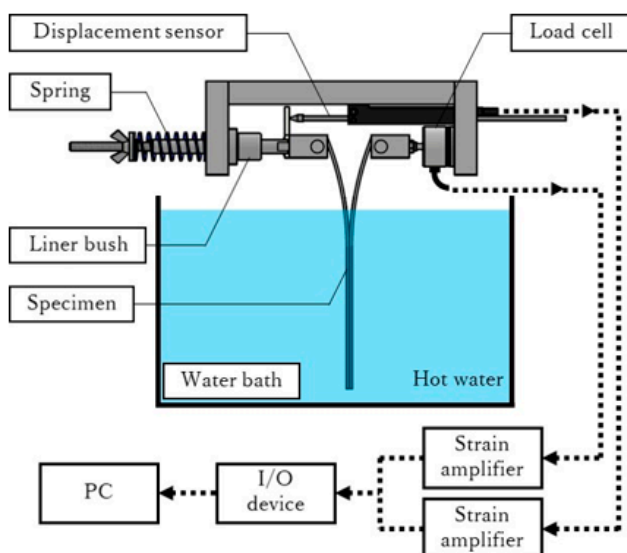 Displacement sensor
Load cell
Spring
Liner bush
Specimen
Water bath
Hot water
Strain
amplifier
PC
I/O
device
Strain
amplifier